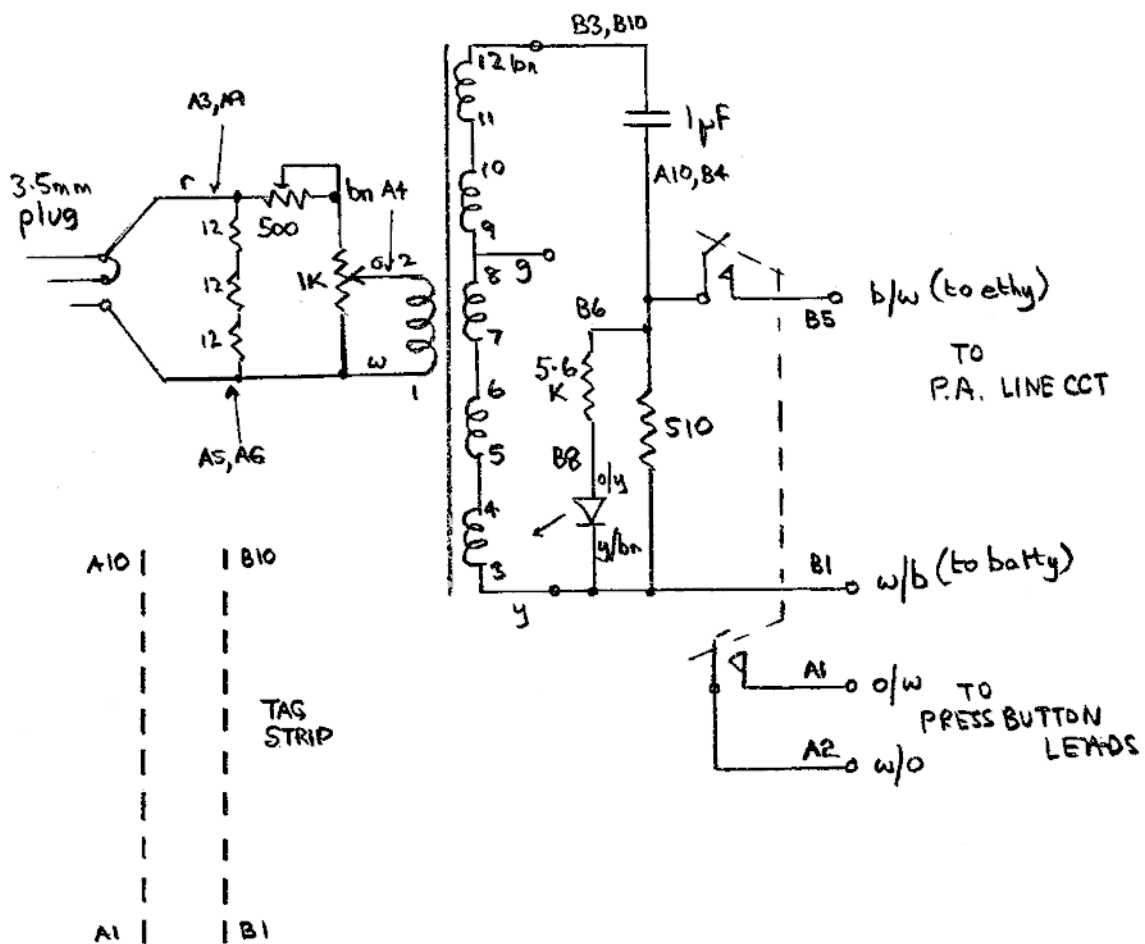 B3, B10
12 bn
11
1μF
A3, A9
10
A10, B4
3.5mm
plug
r
500
bn A4
9
12
o 2
8
g
1K
12
7
B6
B5
b/w (to ethy)
12
w
1
5.6
K
TO
P.A. LINE CCT
6
510
A5, A6
5
B8
o/y
4
y/bn
3
y
B1
w/b (to batty)
A10
B10
A1
o/w
TO
PRESS BUTTON
LEADS
TAG
STRIP
A2
w/o
A1
B1